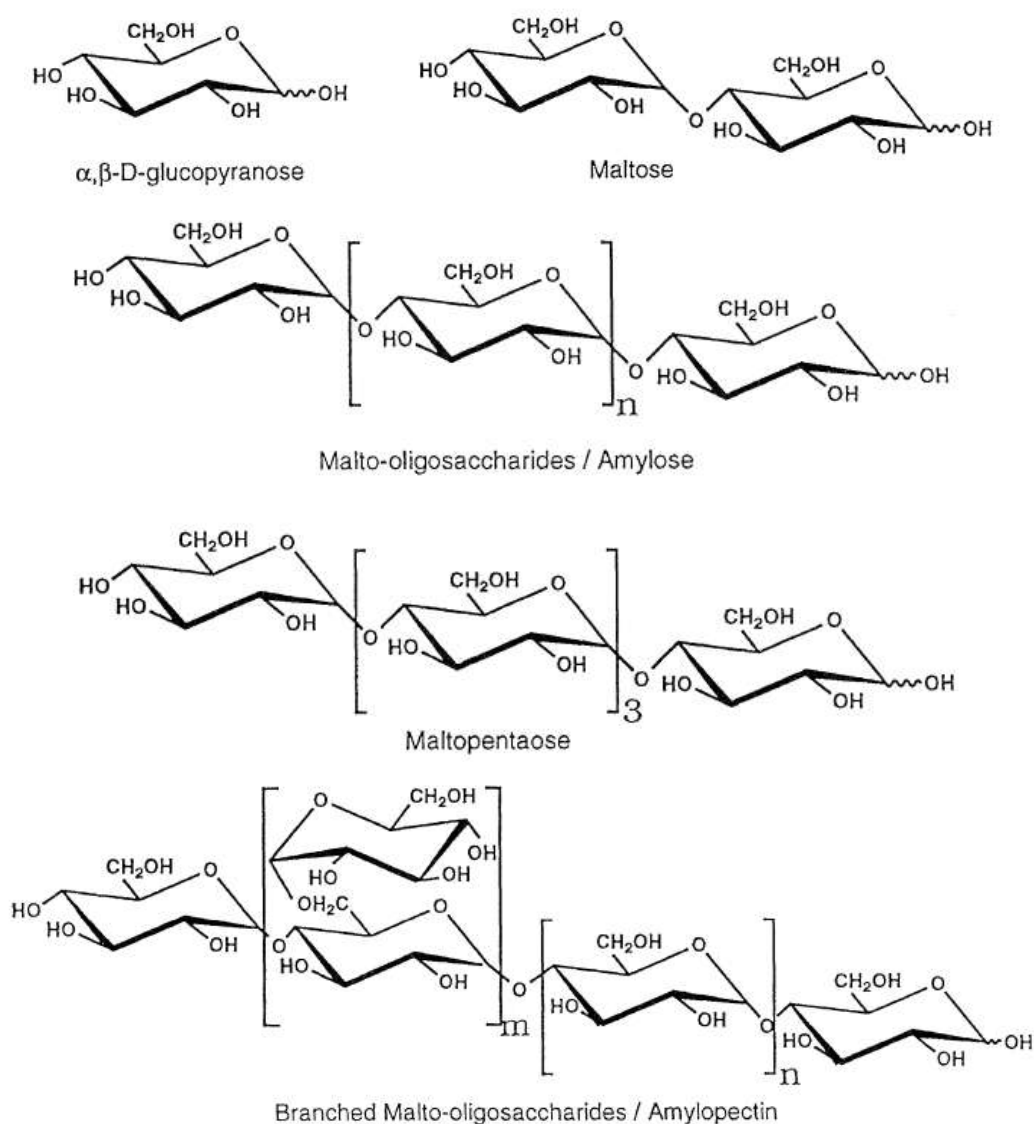 CH₂OH O
HO
HO OH OH
α,β-D-glucopyranose
CH₂OH O
HO
HO OH O
CH₂OH O
HO OH OH
Maltose
CH₂OH O
HO
HO OH O
CH₂OH O
HO OH O
n
CH₂OH O
HO OH OH
Malto-oligosaccharides / Amylose
CH₂OH O
HO
HO OH O
CH₂OH O
HO OH O
3
CH₂OH O
HO OH OH
Maltopentaose
O CH₂OH
HO OH OH
CH₂OH O
HO
HO OH O
OH₂C O
HO OH O
m
CH₂OH O
HO OH O
n
CH₂OH O
HO OH OH
Branched Malto-oligosaccharides / Amylopectin